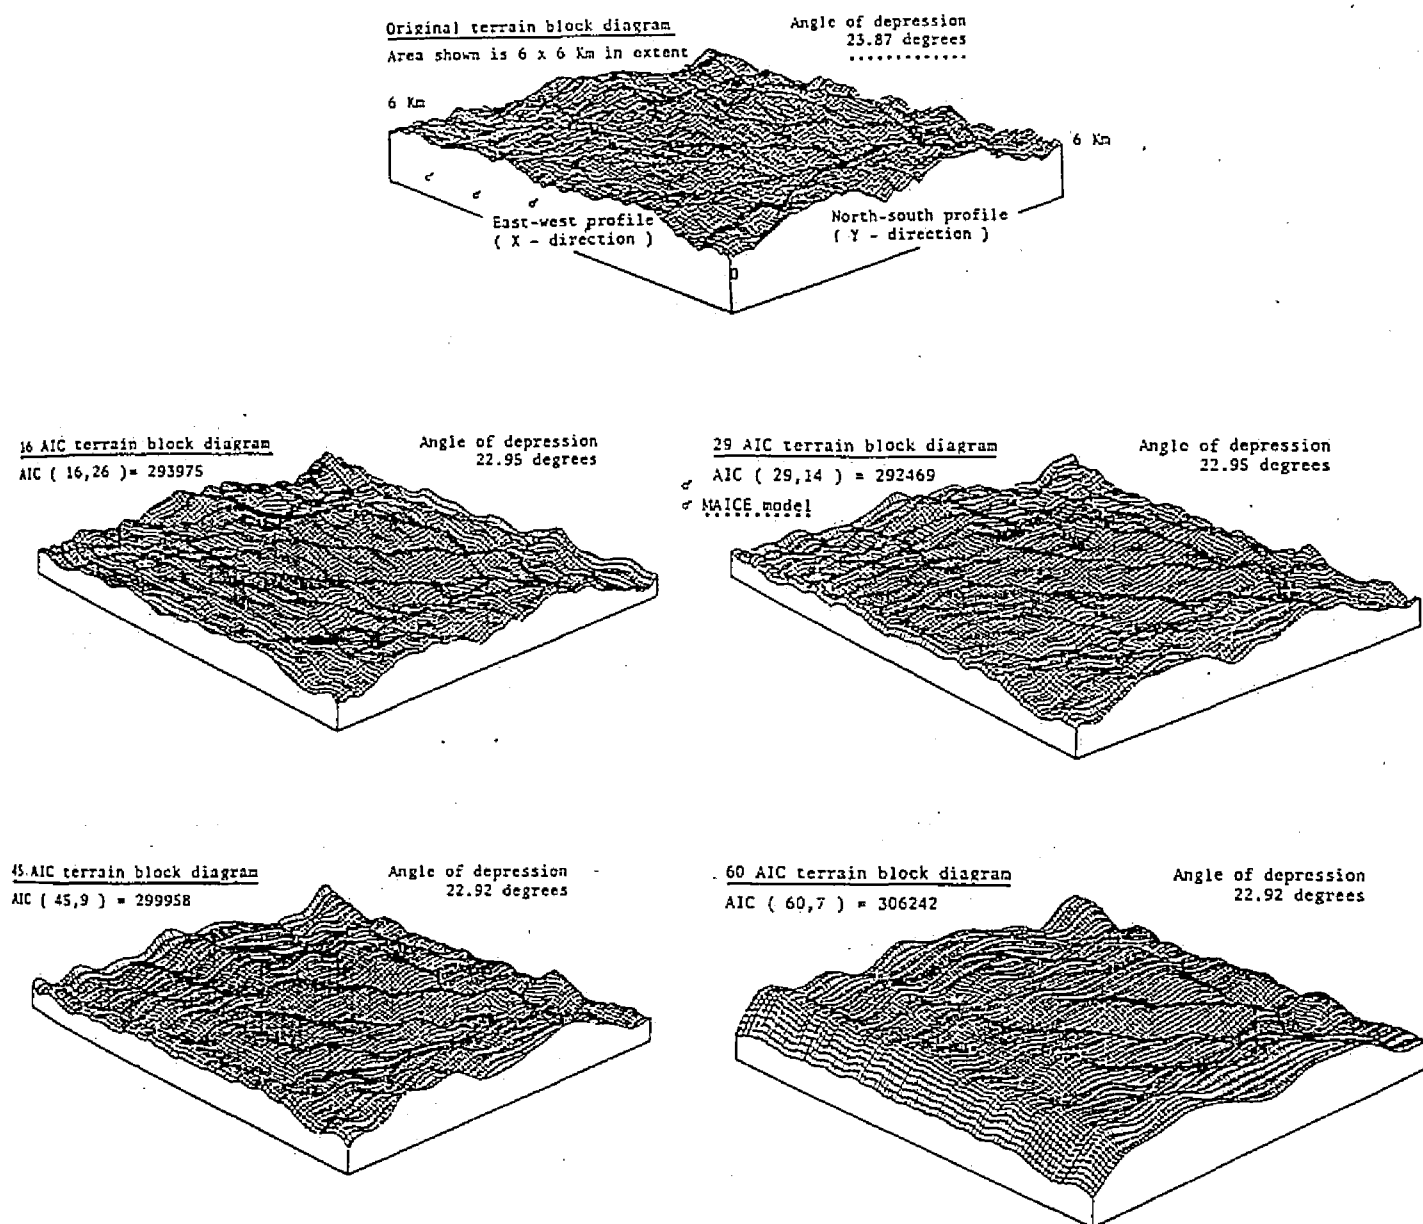 Original terrain block diagram
Area shown is 6 x 6 Km in extent
Angle of depression
23.87 degrees
6 Km
6 Km
East-west profile
( X - direction )
North-south profile
( Y - direction )
0
16 AIC terrain block diagram
AIC ( 16,26 )= 293975
Angle of depression
22.95 degrees
29 AIC terrain block diagram
AIC ( 29,14 ) = 292469
MAICE model
Angle of depression
22.95 degrees
45 AIC terrain block diagram
AIC ( 45,9 ) = 299958
Angle of depression
22.92 degrees
60 AIC terrain block diagram
AIC ( 60,7 ) = 306242
Angle of depression
22.92 degrees